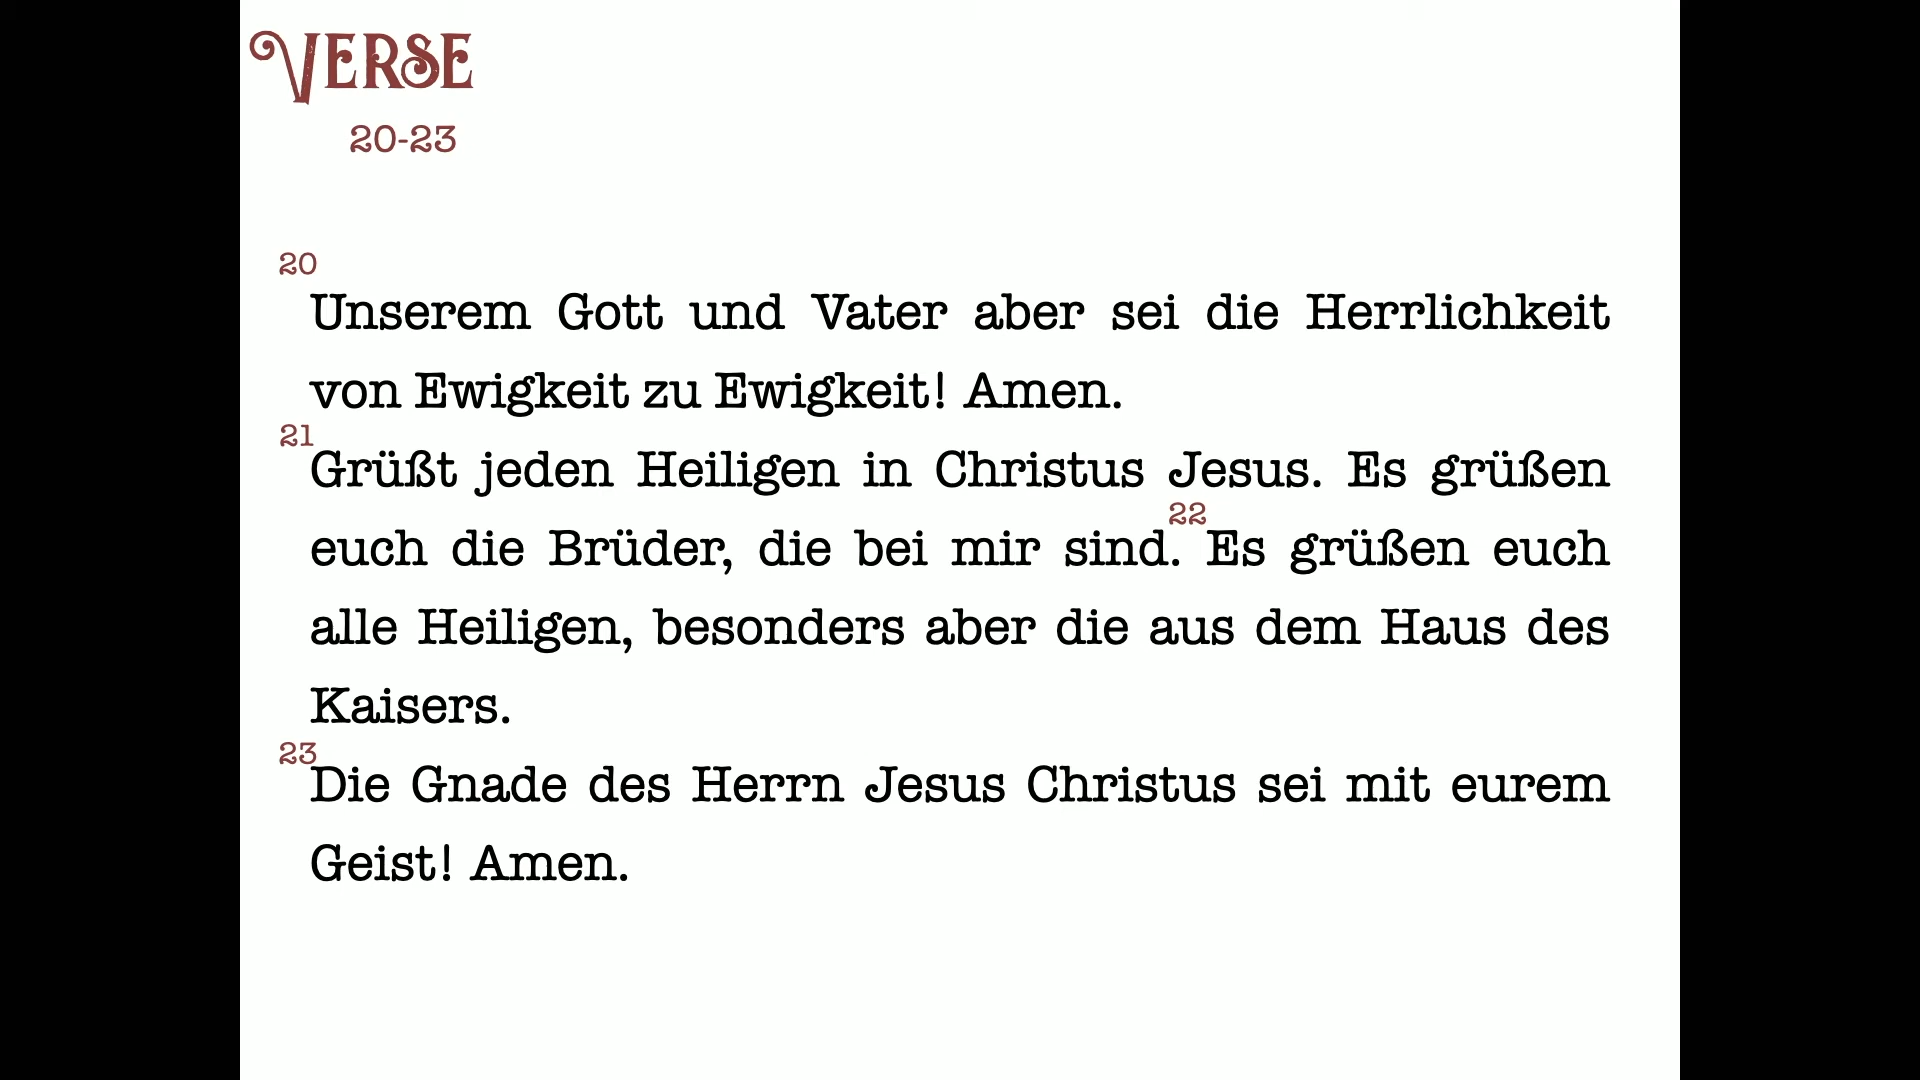 VERSE
20-23
20
Unserem Gott und Vater aber sei die Herrlichkeit
von Ewigkeit zu Ewigkeit! Amen.
21
Grüßt jeden Heiligen in Christus Jesus. Es grüßen
euch die Brüder, die bei mir sind. 22 Es grüßen euch
alle Heiligen, besonders aber die aus dem Haus des
Kaisers.
23
Die Gnade des Herrn Jesus Christus sei mit eurem
Geist! Amen.